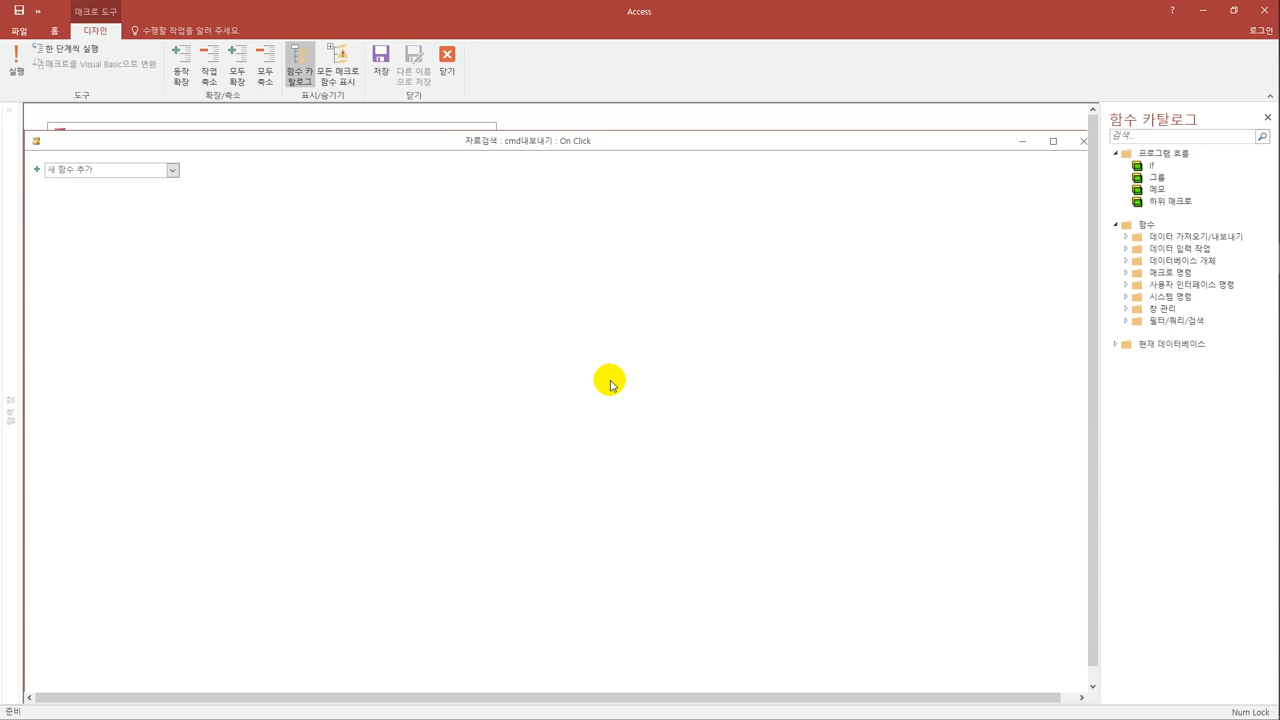 매크로 도구
Access
파일
홈
디자인
수행할 작업을 알려 주세요.
로그인
실행
한 단계씩 실행
매크로를 Visual Basic으로 변환
도구
동작 확장
작업 축소
모두 확장
모두 축소
확장/축소
함수 카탈로그
모든 매크로 함수 표시
표시/숨기기
저장
다른 이름으로 저장
닫기
닫기
자료검색 : cmd내보내기 : On Click
새 함수 추가
탐색 창
함수 카탈로그
검색...
프로그램 흐름
If
그룹
메모
하위 매크로
함수
데이터 가져오기/내보내기
데이터 입력 작업
데이터베이스 개체
매크로 명령
사용자 인터페이스 명령
시스템 명령
창 관리
필터/쿼리/검색
현재 데이터베이스
준비
Num Lock